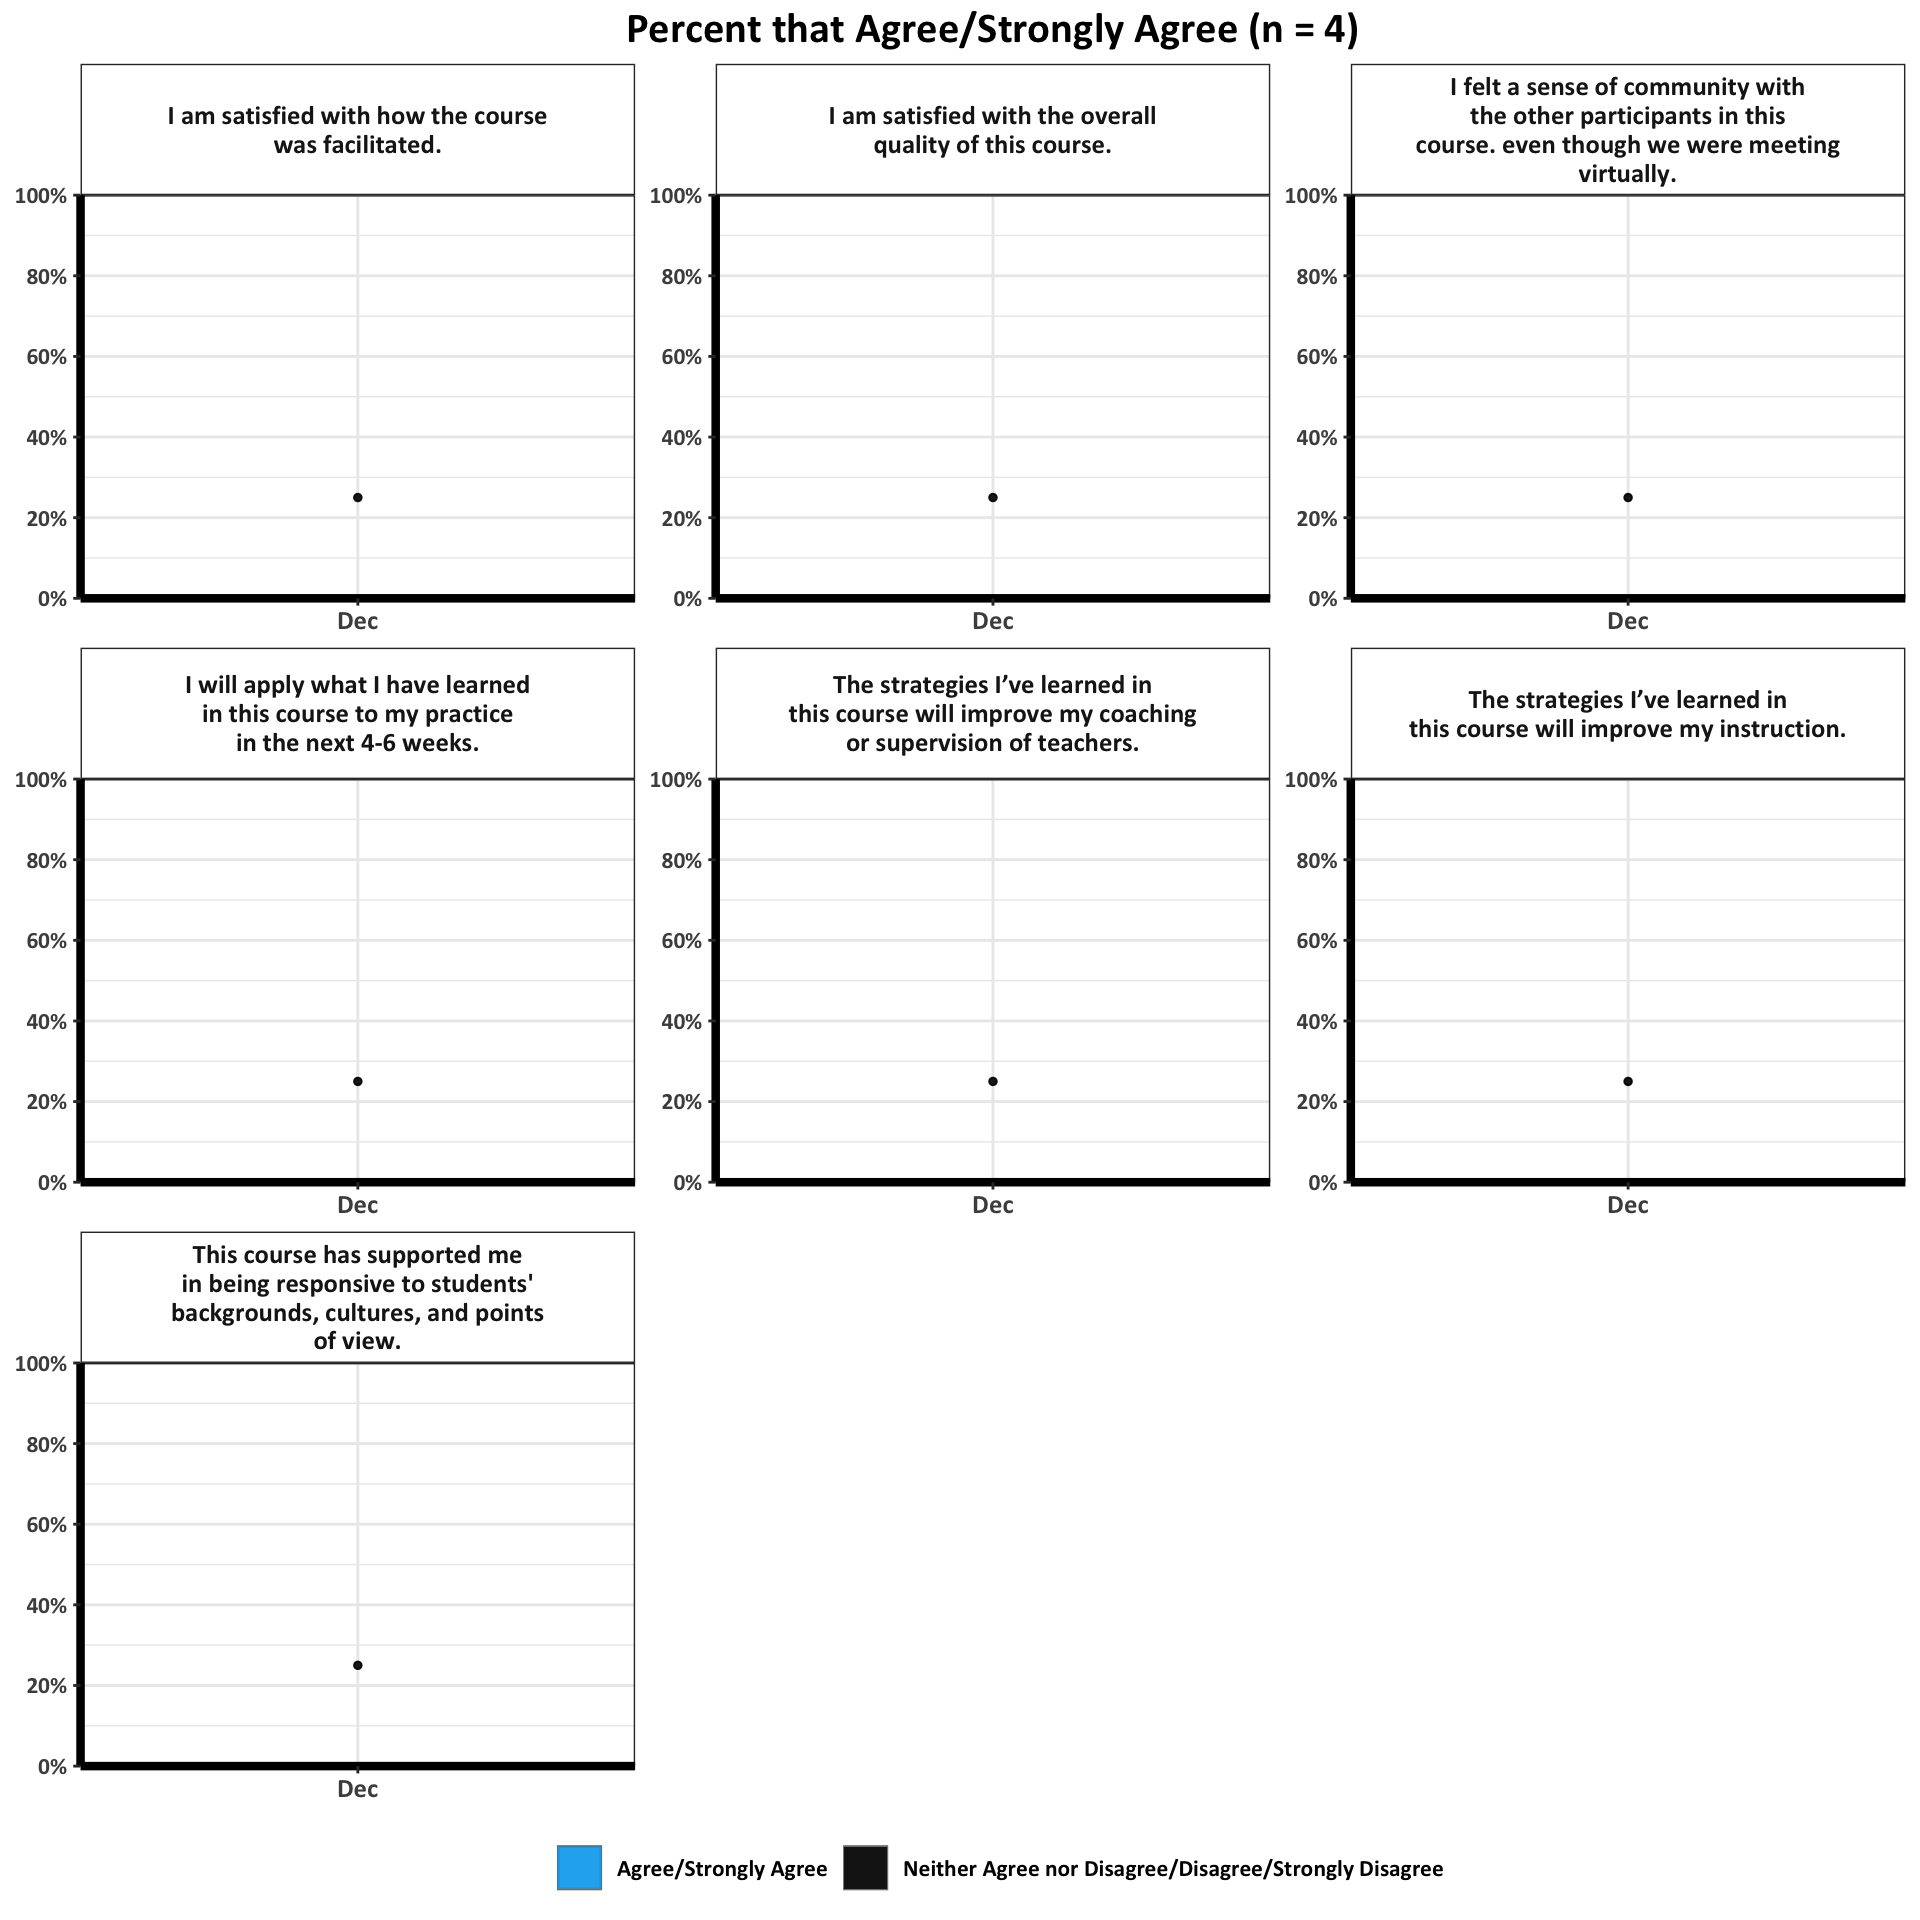 Percent that Agree/Strongly Agree (n = 4)
I am satisfied with how the course
was facilitated.
100%
80%
60%
40%
20%
0%
Dec
I am satisfied with the overall
quality of this course.
100%
80%
60%
40%
20%
0%
Dec
I felt a sense of community with
the other participants in this
course. even though we were meeting
virtually.
100%
80%
60%
40%
20%
0%
Dec
I will apply what I have learned
in this course to my practice
in the next 4-6 weeks.
100%
80%
60%
40%
20%
0%
Dec
The strategies I’ve learned in
this course will improve my coaching
or supervision of teachers.
100%
80%
60%
40%
20%
0%
Dec
The strategies I’ve learned in
this course will improve my instruction.
100%
80%
60%
40%
20%
0%
Dec
This course has supported me
in being responsive to students'
backgrounds, cultures, and points
of view.
100%
80%
60%
40%
20%
0%
Dec
Agree/Strongly Agree
Neither Agree nor Disagree/Disagree/Strongly Disagree